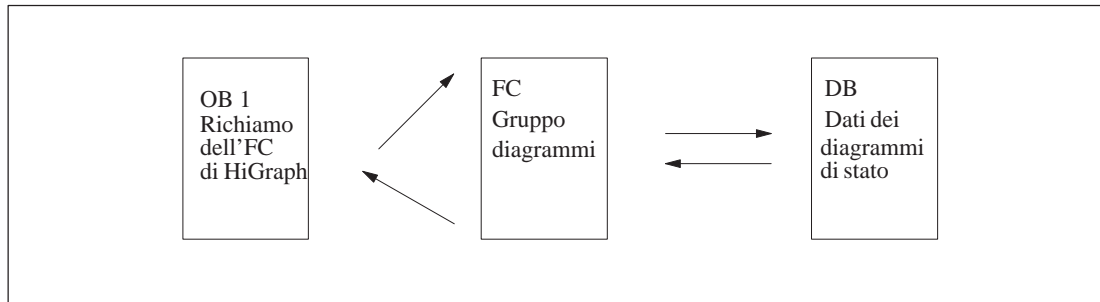 OB 1
Richiamo
dell'FC
di HiGraph
FC
Gruppo
diagrammi
DB
Dati dei
diagrammi
di stato